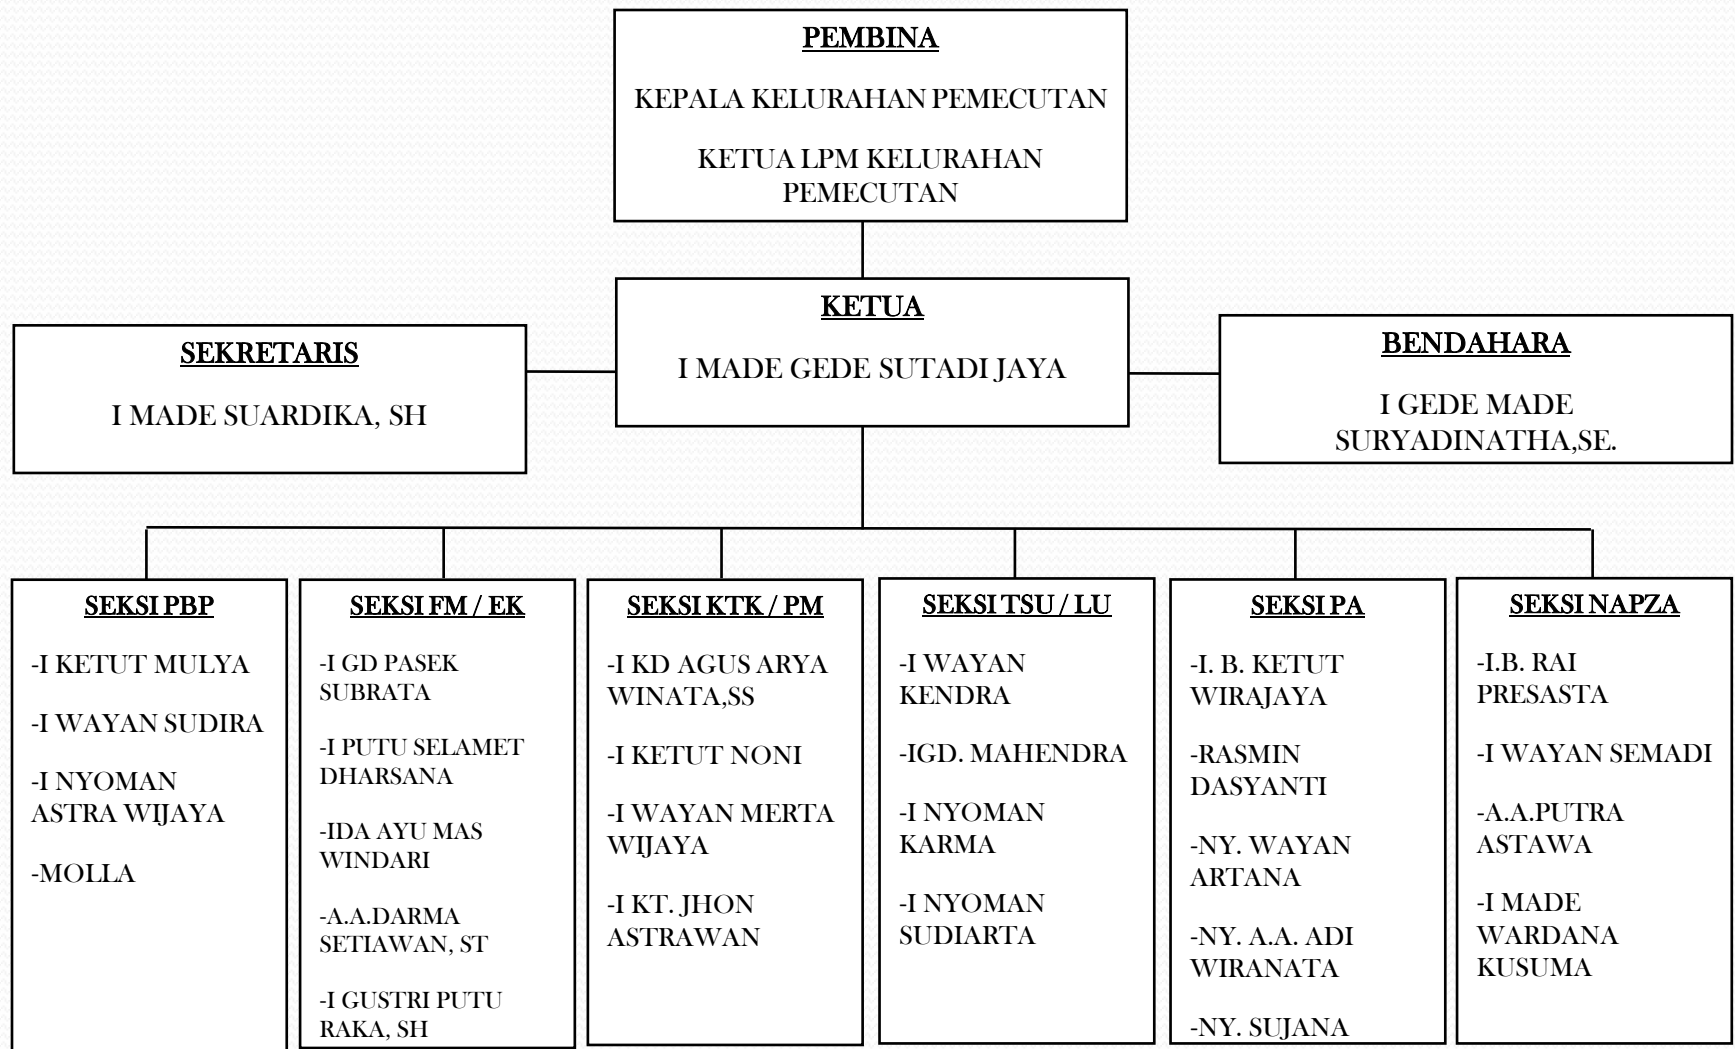 PEMBINA
KEPALA KELURAHAN PEMECUTAN
KETUA LPM KELURAHAN
PEMECUTAN
KETUA
I MADE GEDE SUTADI JAYA
SEKRETARIS
I MADE SUARDIKA, SH
BENDAHARA
I GEDE MADE
SURYADINATHA,SE.
SEKSI PBP
-I KETUT MULYA
-I WAYAN SUDIRA
-I NYOMAN
ASTRA WIJAYA
-MOLLA
SEKSI FM / EK
-I GD PASEK
SUBRATA
-I PUTU SELAMET
DHARSANA
-IDA AYU MAS
WINDARI
-A.A.DARMA
SETIAWAN, ST
-I GUSTRI PUTU
RAKA, SH
SEKSI KTK / PM
-I KD AGUS ARYA
WINATA,SS
-I KETUT NONI
-I WAYAN MERTA
WIJAYA
-I KT. JHON
ASTRAWAN
SEKSI TSU / LU
-I WAYAN
KENDRA
-IGD. MAHENDRA
-I NYOMAN
KARMA
-I NYOMAN
SUDIARTA
SEKSI PA
-I. B. KETUT
WIRAJAYA
-RASMIN
DASYANTI
-NY. WAYAN
ARTANA
-NY. A.A. ADI
WIRANATA
-NY. SUJANA
SEKSI NAPZA
-I.B. RAI
PRESASTA
-I WAYAN SEMADI
-A.A.PUTRA
ASTAWA
-I MADE
WARDANA
KUSUMA